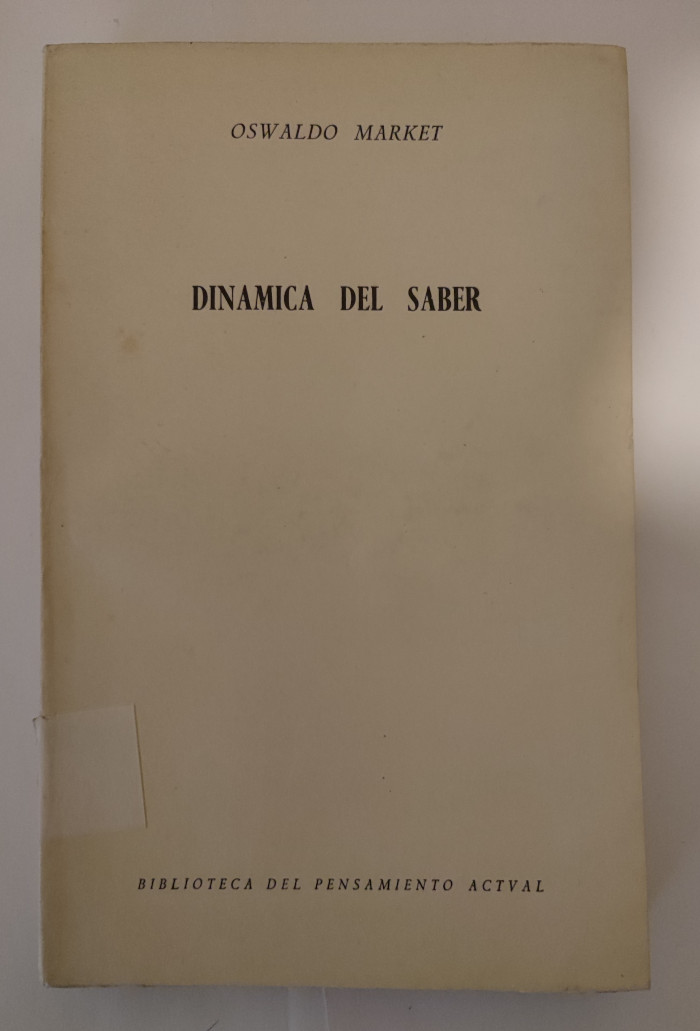 OSWALDO MARKET
DINAMICA DEL SABER
BIBLIOTECA DEL PENSAMIENTO ACTVAL